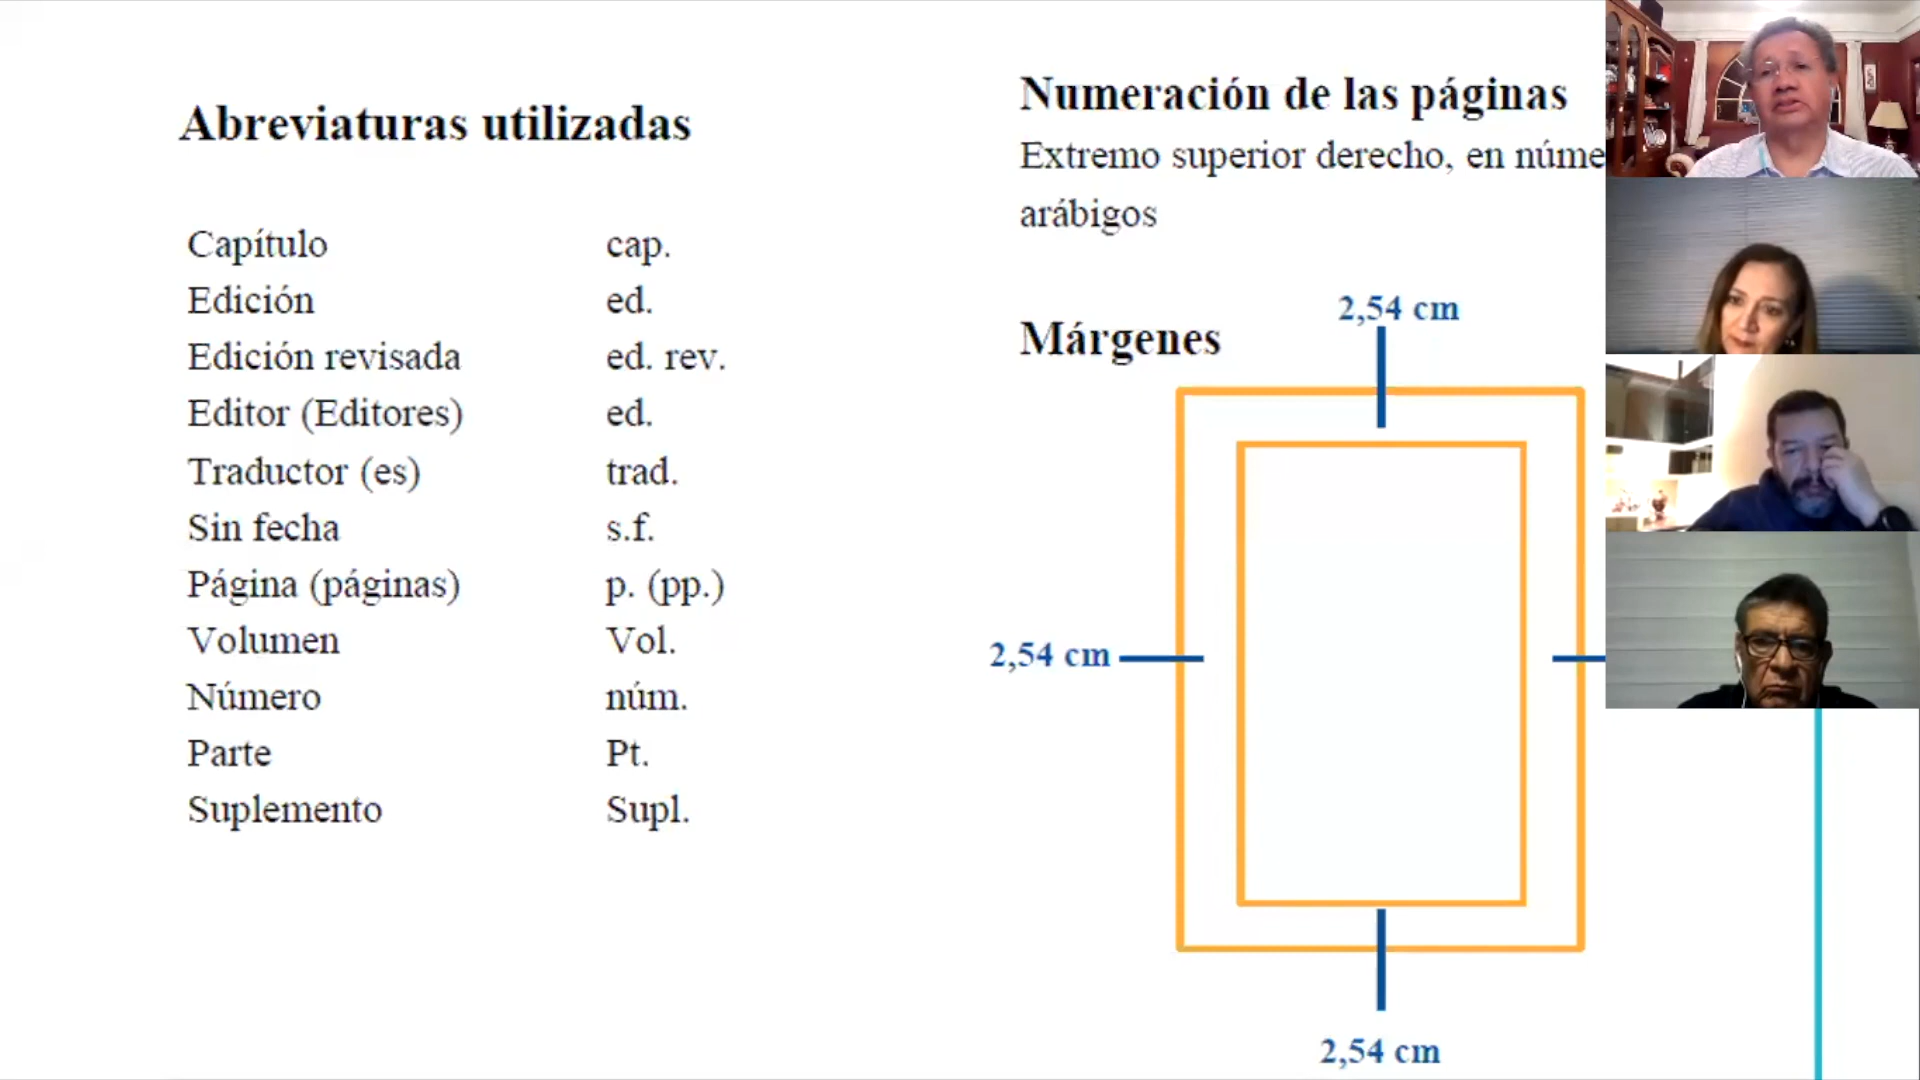 Abreviaturas utilizadas
Capítulo cap.
Edición ed.
Edición revisada ed. rev.
Editor (Editores) ed.
Traductor (es) trad.
Sin fecha s.f.
Página (páginas) p. (pp.)
Volumen Vol.
Número núm.
Parte Pt.
Suplemento Supl.
Numeración de las páginas
Extremo superior derecho, en núme
arábigos
Márgenes
2,54 cm
2,54 cm
2,54 cm